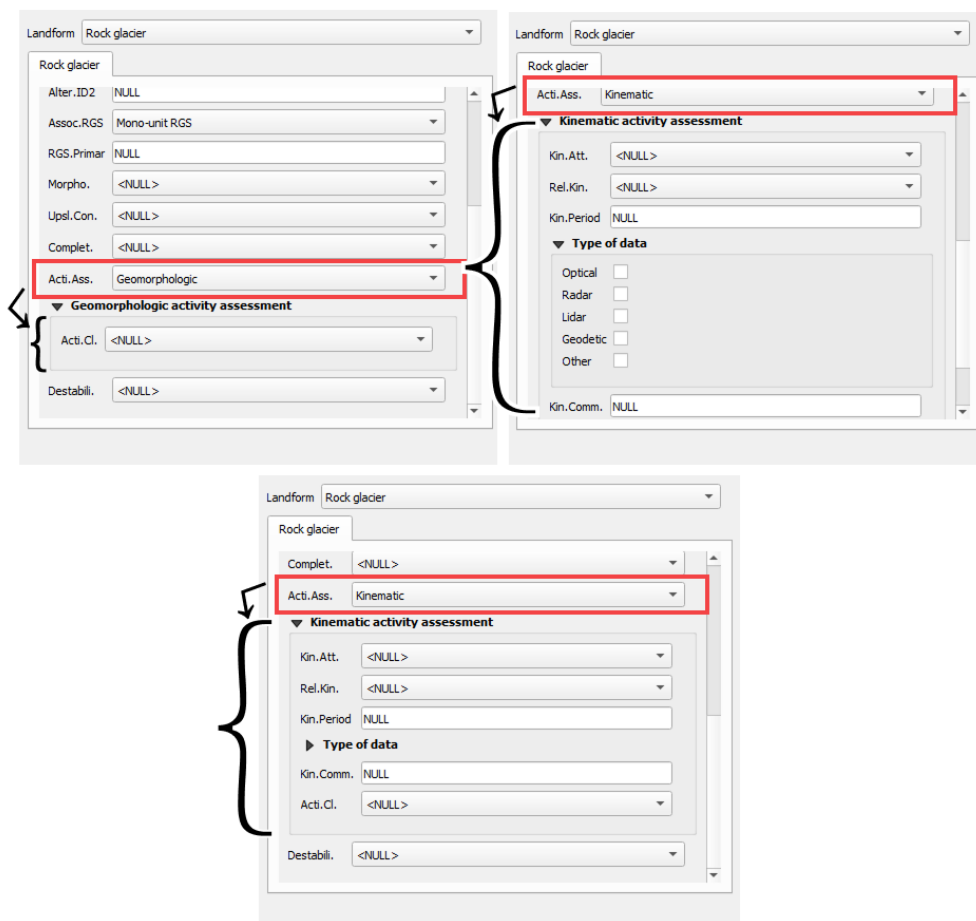 Landform Rock glacier
Rock glacier
Alter.ID2 NULL
Assoc.RGS Mono-unit RGS
RGS.Primar NULL
Morpho. <NULL>
Upsl.Con. <NULL>
Complet. <NULL>
Acti.Ass. Geomorphologic
Geomorphologic activity assessment
Acti.Cl. <NULL>
Destabili. <NULL>
Landform Rock glacier
Rock glacier
Acti.Ass. Kinematic
Kinematic activity assessment
Kin.Att. <NULL>
Rel.Kin. <NULL>
Kin.Period NULL
Type of data
Optical
Radar
Lidar
Geodetic
Other
Kin.Comm. NULL
Landform Rock glacier
Rock glacier
Complet. <NULL>
Acti.Ass. Kinematic
Kinematic activity assessment
Kin.Att. <NULL>
Rel.Kin. <NULL>
Kin.Period NULL
Type of data
Kin.Comm. NULL
Acti.Cl. <NULL>
Destabili. <NULL>